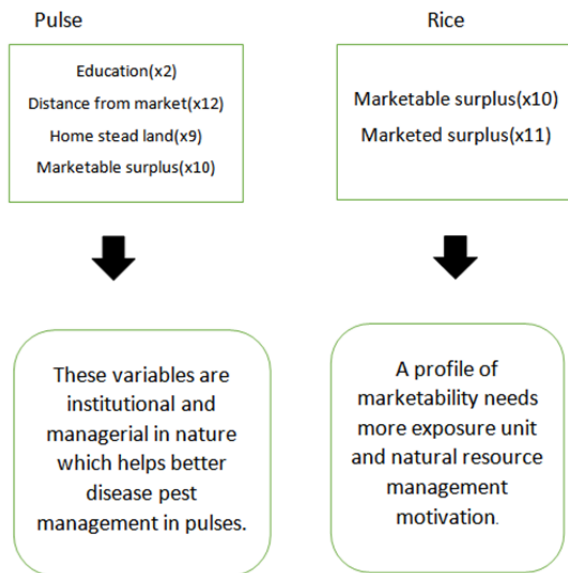 Pulse
Education(x2)
Distance from market(x12)
Home stead land(x9)
Marketable surplus(x10)
These variables are
institutional and
managerial in nature
which helps better
disease pest
management in pulses.
Rice
Marketable surplus(x10)
Marketed surplus(x11)
A profile of
marketability needs
more exposure unit
and natural resource
management
motivation.